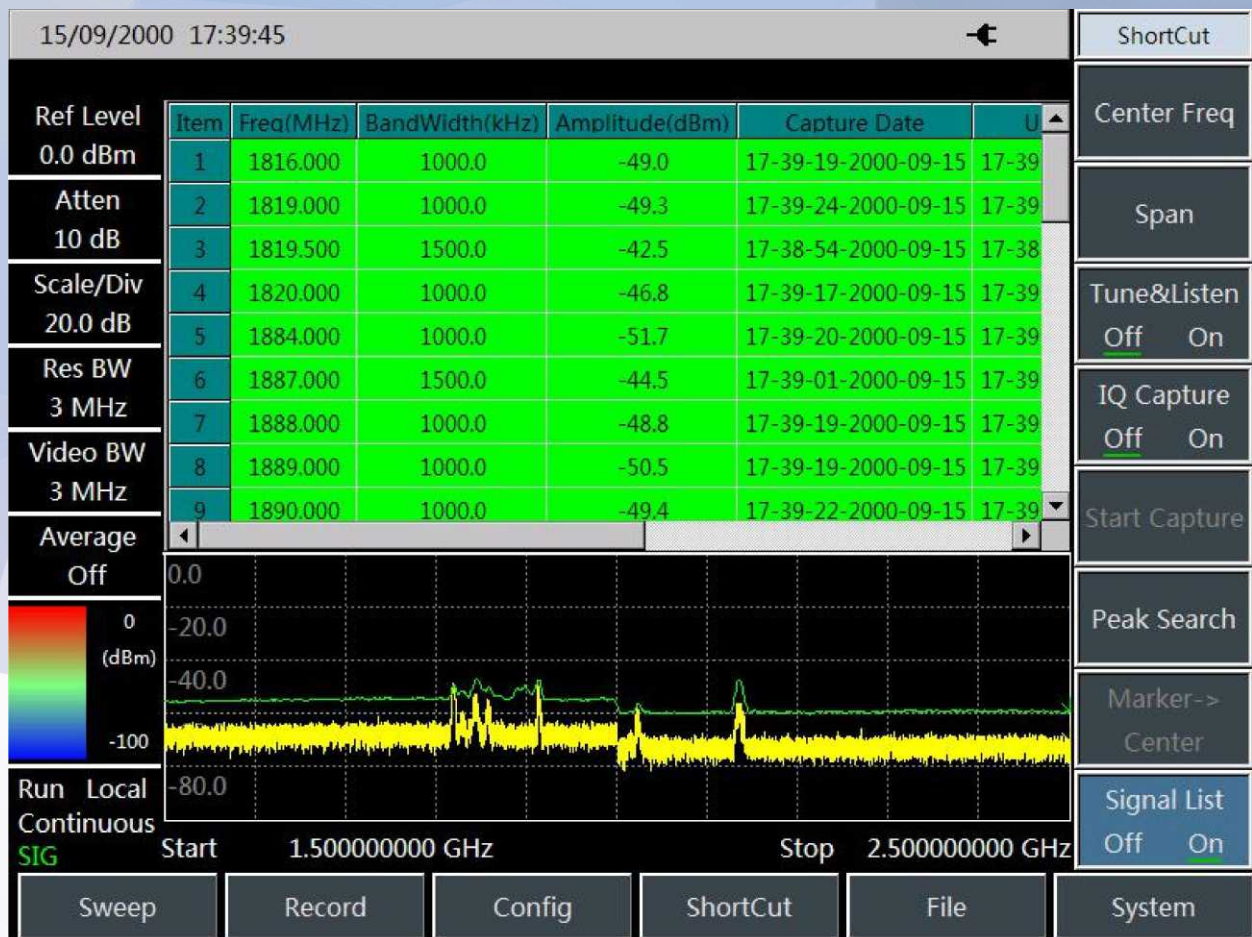 15/09/2000 17:39:45
ShortCut
Ref Level
0.0 dBm
Atten
10 dB
Scale/Div
20.0 dB
Res BW
3 MHz
Video BW
3 MHz
Average
Off
0
(dBm)
-100
Run Local
Continuous
SIG
Item Freq(MHz) BandWidth(kHz) Amplitude(dBm) Capture Date U
1 1816.000 1000.0 -49.0 17-39-19-2000-09-15 17-39
2 1819.000 1000.0 -49.3 17-39-24-2000-09-15 17-39
3 1819.500 1500.0 -42.5 17-38-54-2000-09-15 17-38
4 1820.000 1000.0 -46.8 17-39-17-2000-09-15 17-39
5 1884.000 1000.0 -51.7 17-39-20-2000-09-15 17-39
6 1887.000 1500.0 -44.5 17-39-01-2000-09-15 17-39
7 1888.000 1000.0 -48.8 17-39-19-2000-09-15 17-39
8 1889.000 1000.0 -50.5 17-39-19-2000-09-15 17-39
9 1890.000 1000.0 -49.4 17-39-22-2000-09-15 17-39
0.0
-20.0
-40.0
-80.0
Start 1.500000000 GHz Stop 2.500000000 GHz
Center Freq
Span
Tune&Listen
Off On
IQ Capture
Off On
Start Capture
Peak Search
Marker->
Center
Signal List
Off On
Sweep Record Config ShortCut File System